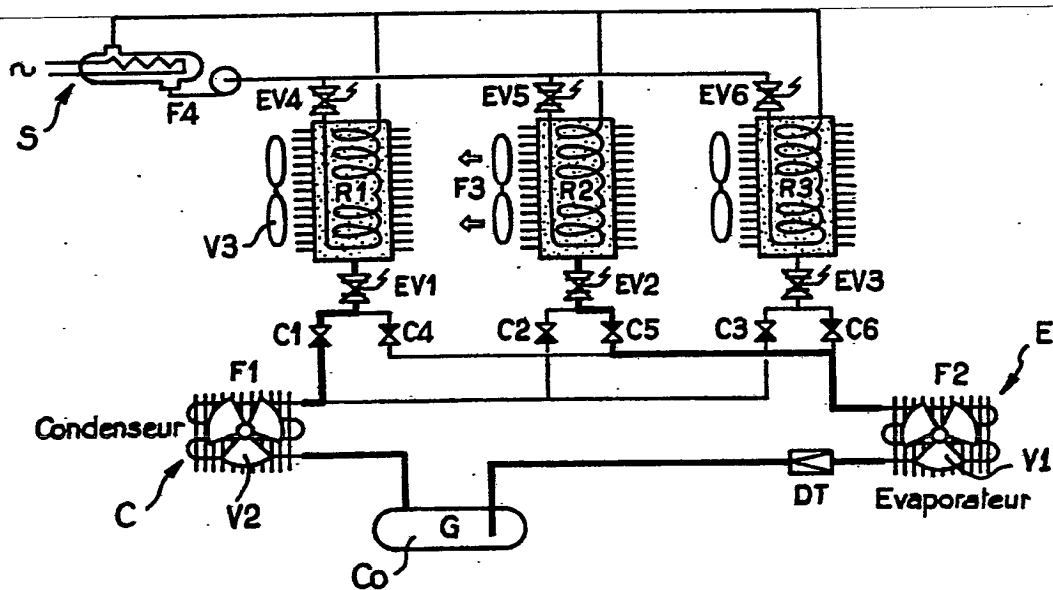 S
F4
EV4
EV5
EV6
V3
R1
F3
R2
R3
EV1
EV2
EV3
C1
C4
C2
C5
C3
C6
E
F1
F2
Condenseur
C
V2
G
Co
DT
Evaporateur
V1